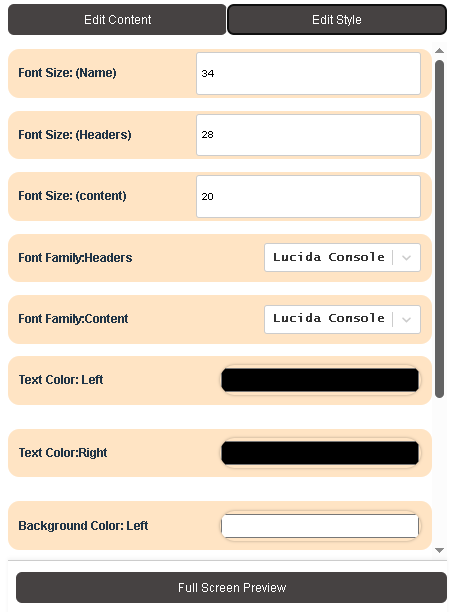 Edit Content
Edit Style
Font Size: (Name)
34
Font Size: (Headers)
28
Font Size: (content)
20
Font Family:Headers
Lucida Console
Font Family:Content
Lucida Console
Text Color: Left
Text Color:Right
Background Color: Left
Full Screen Preview